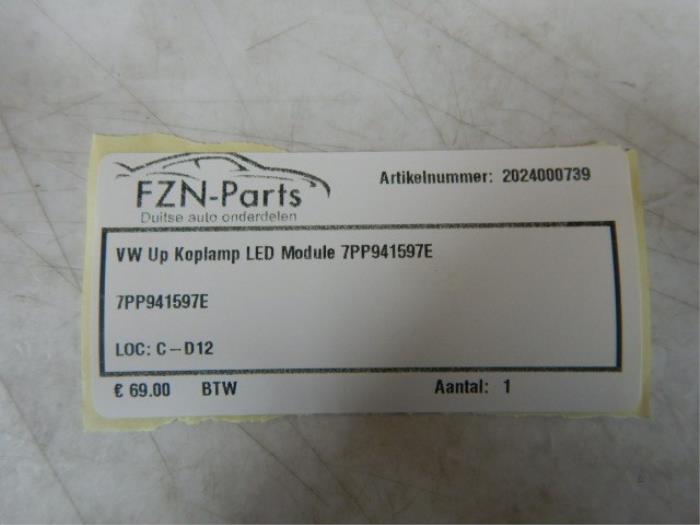 FZN-Parts
Duitse auto onderdelen
Artikelnummer: 2024000739
VW Up Koplamp LED Module 7PP941597E
7PP941597E
LOC: C-D12
€ 69.00 BTW Aantal: 1